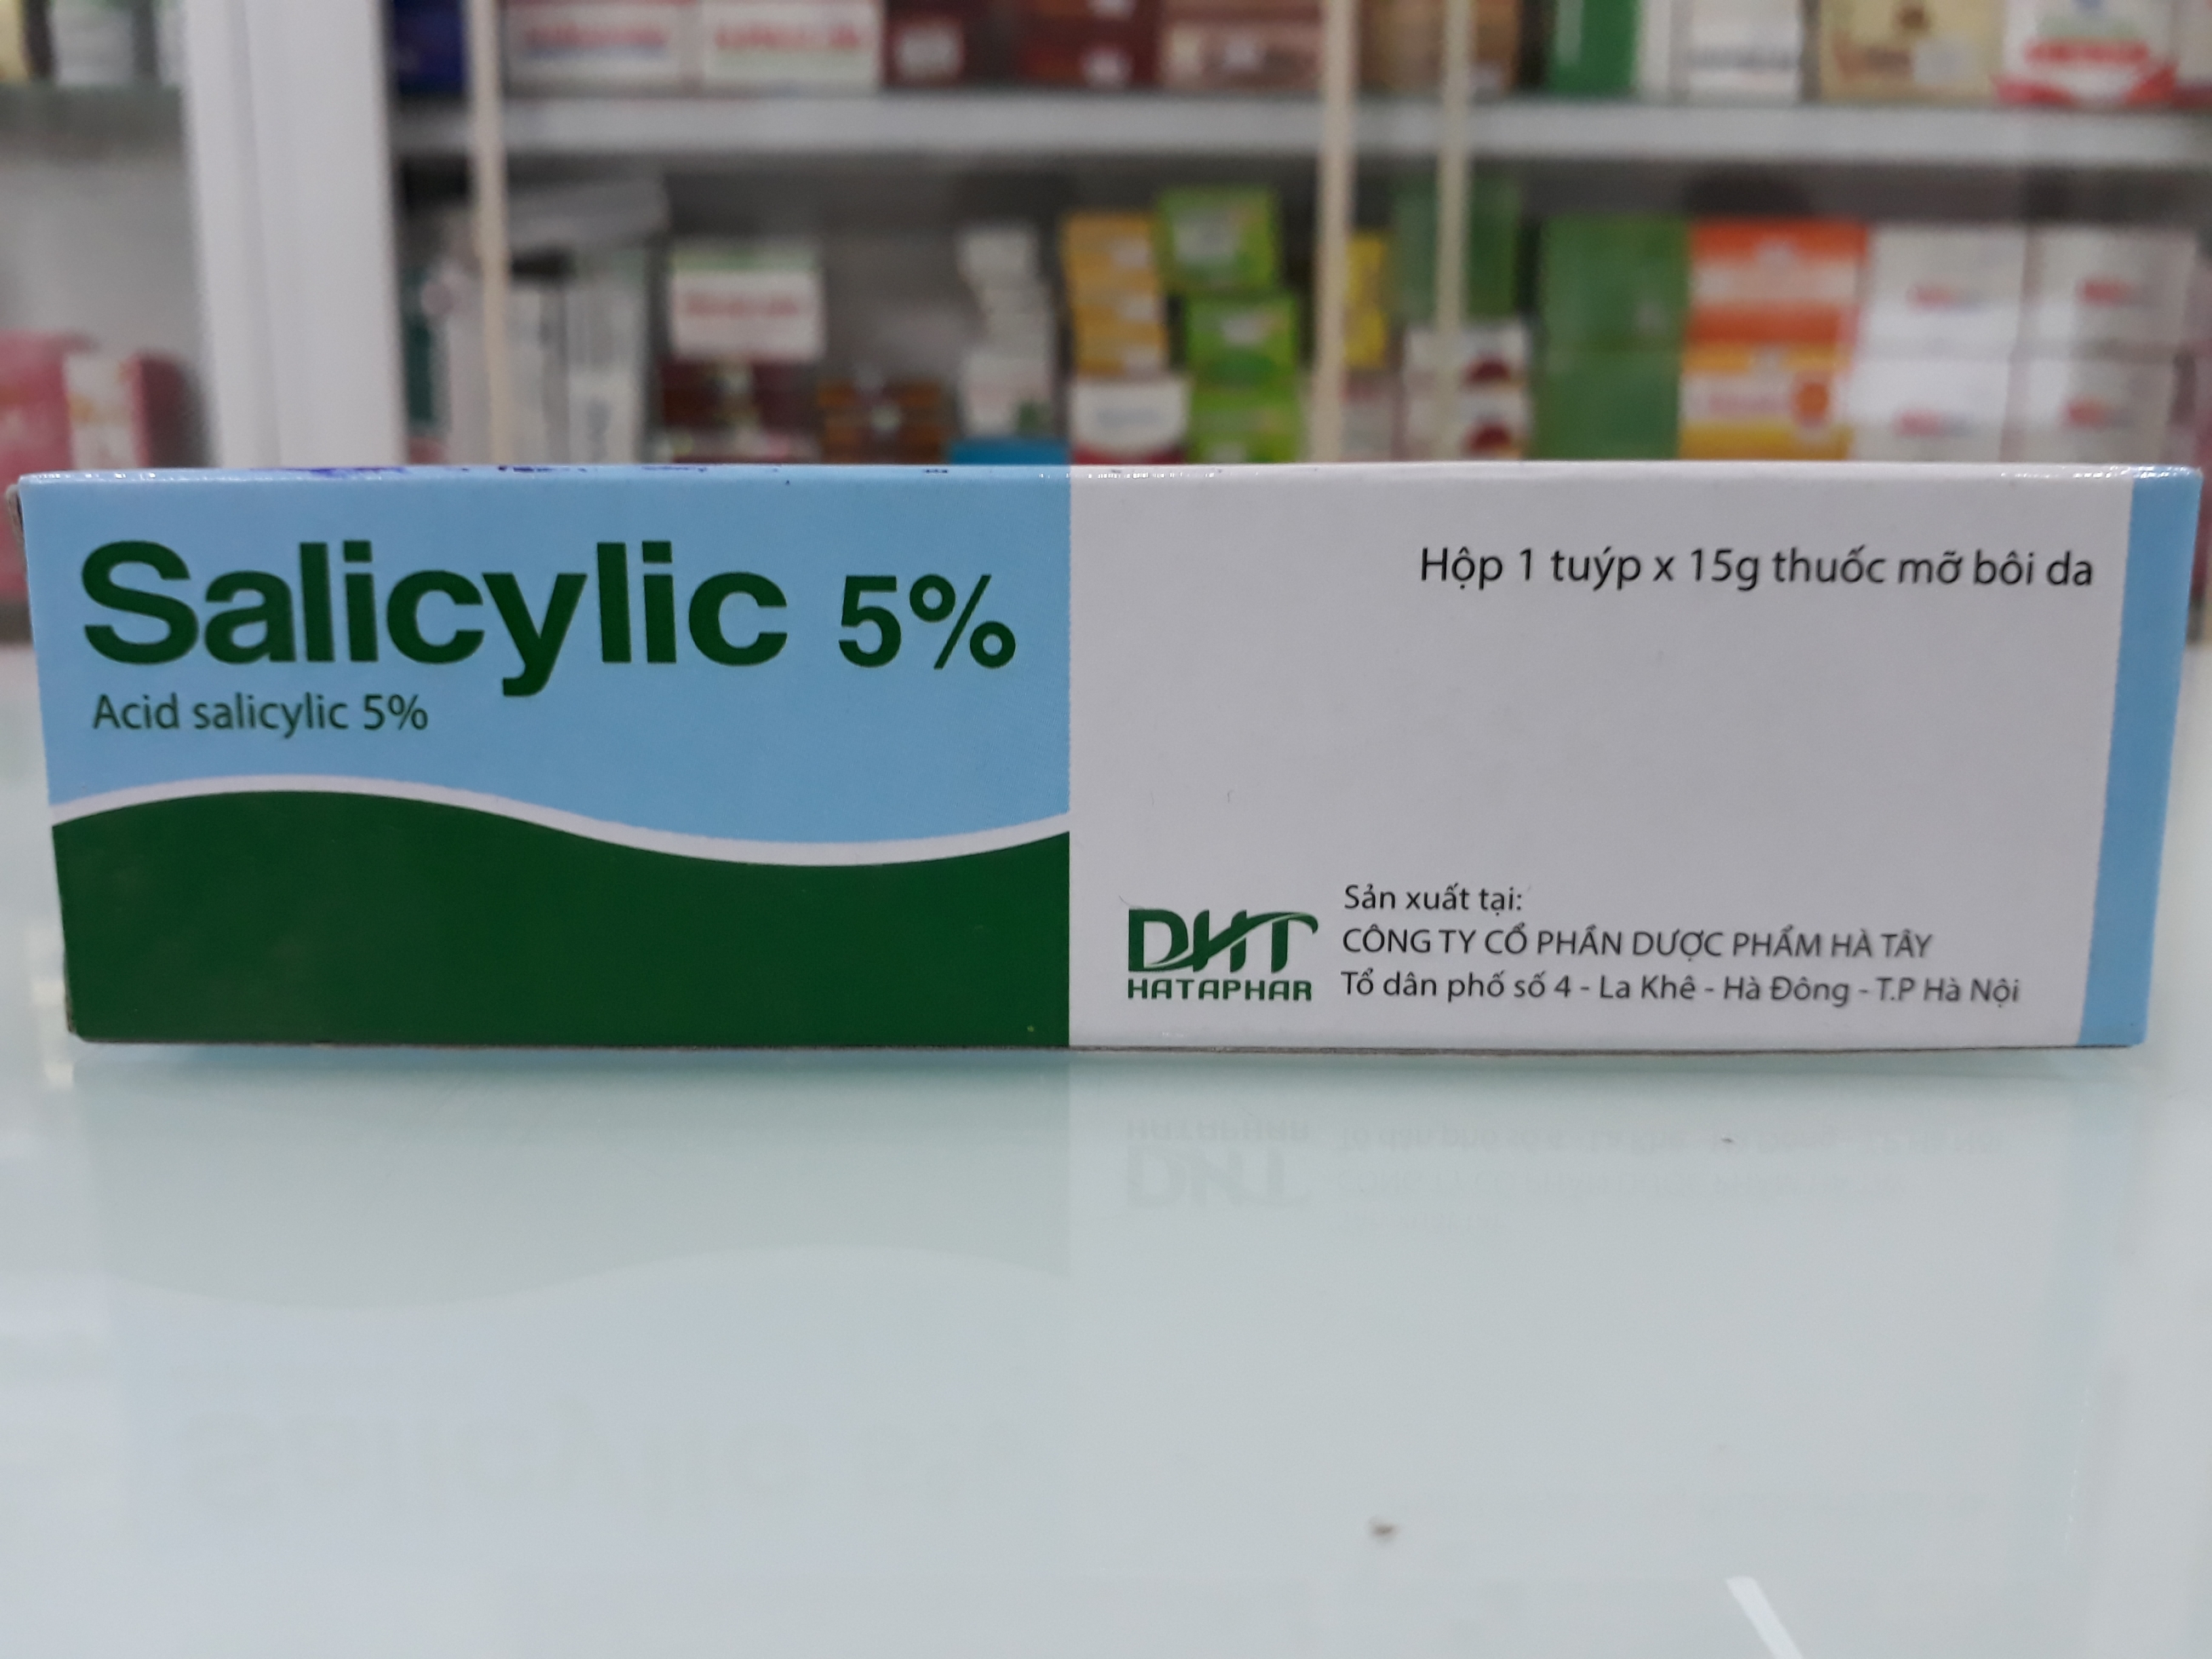 Salicylic 5%
Acid salicylic 5%
Hộp 1 tuýp x 15g thuốc mỡ bôi da
DHT
HATAPHAR
Sản xuất tại:
CÔNG TY CỔ PHẦN DƯỢC PHẨM HÀ TÂY
Tổ dân phố số 4 - La Khê - Hà Đông - T.P Hà Nội